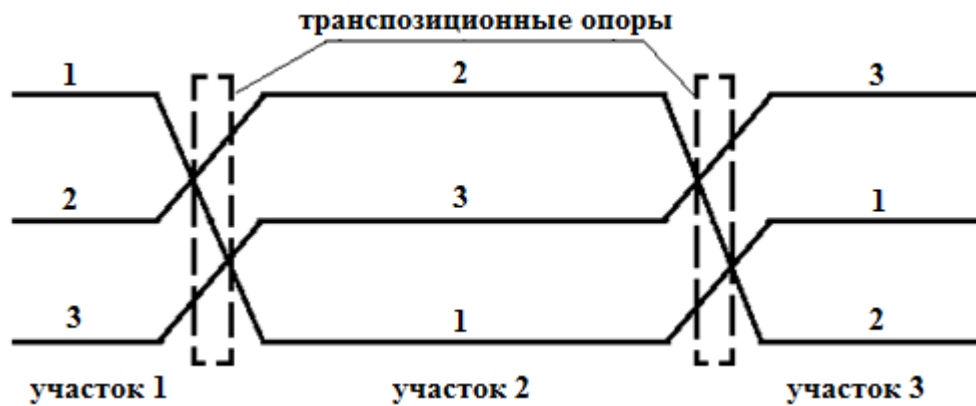 транспозиционные опоры
1 2 3
2 3 1
3 1 2
участок 1 участок 2 участок 3